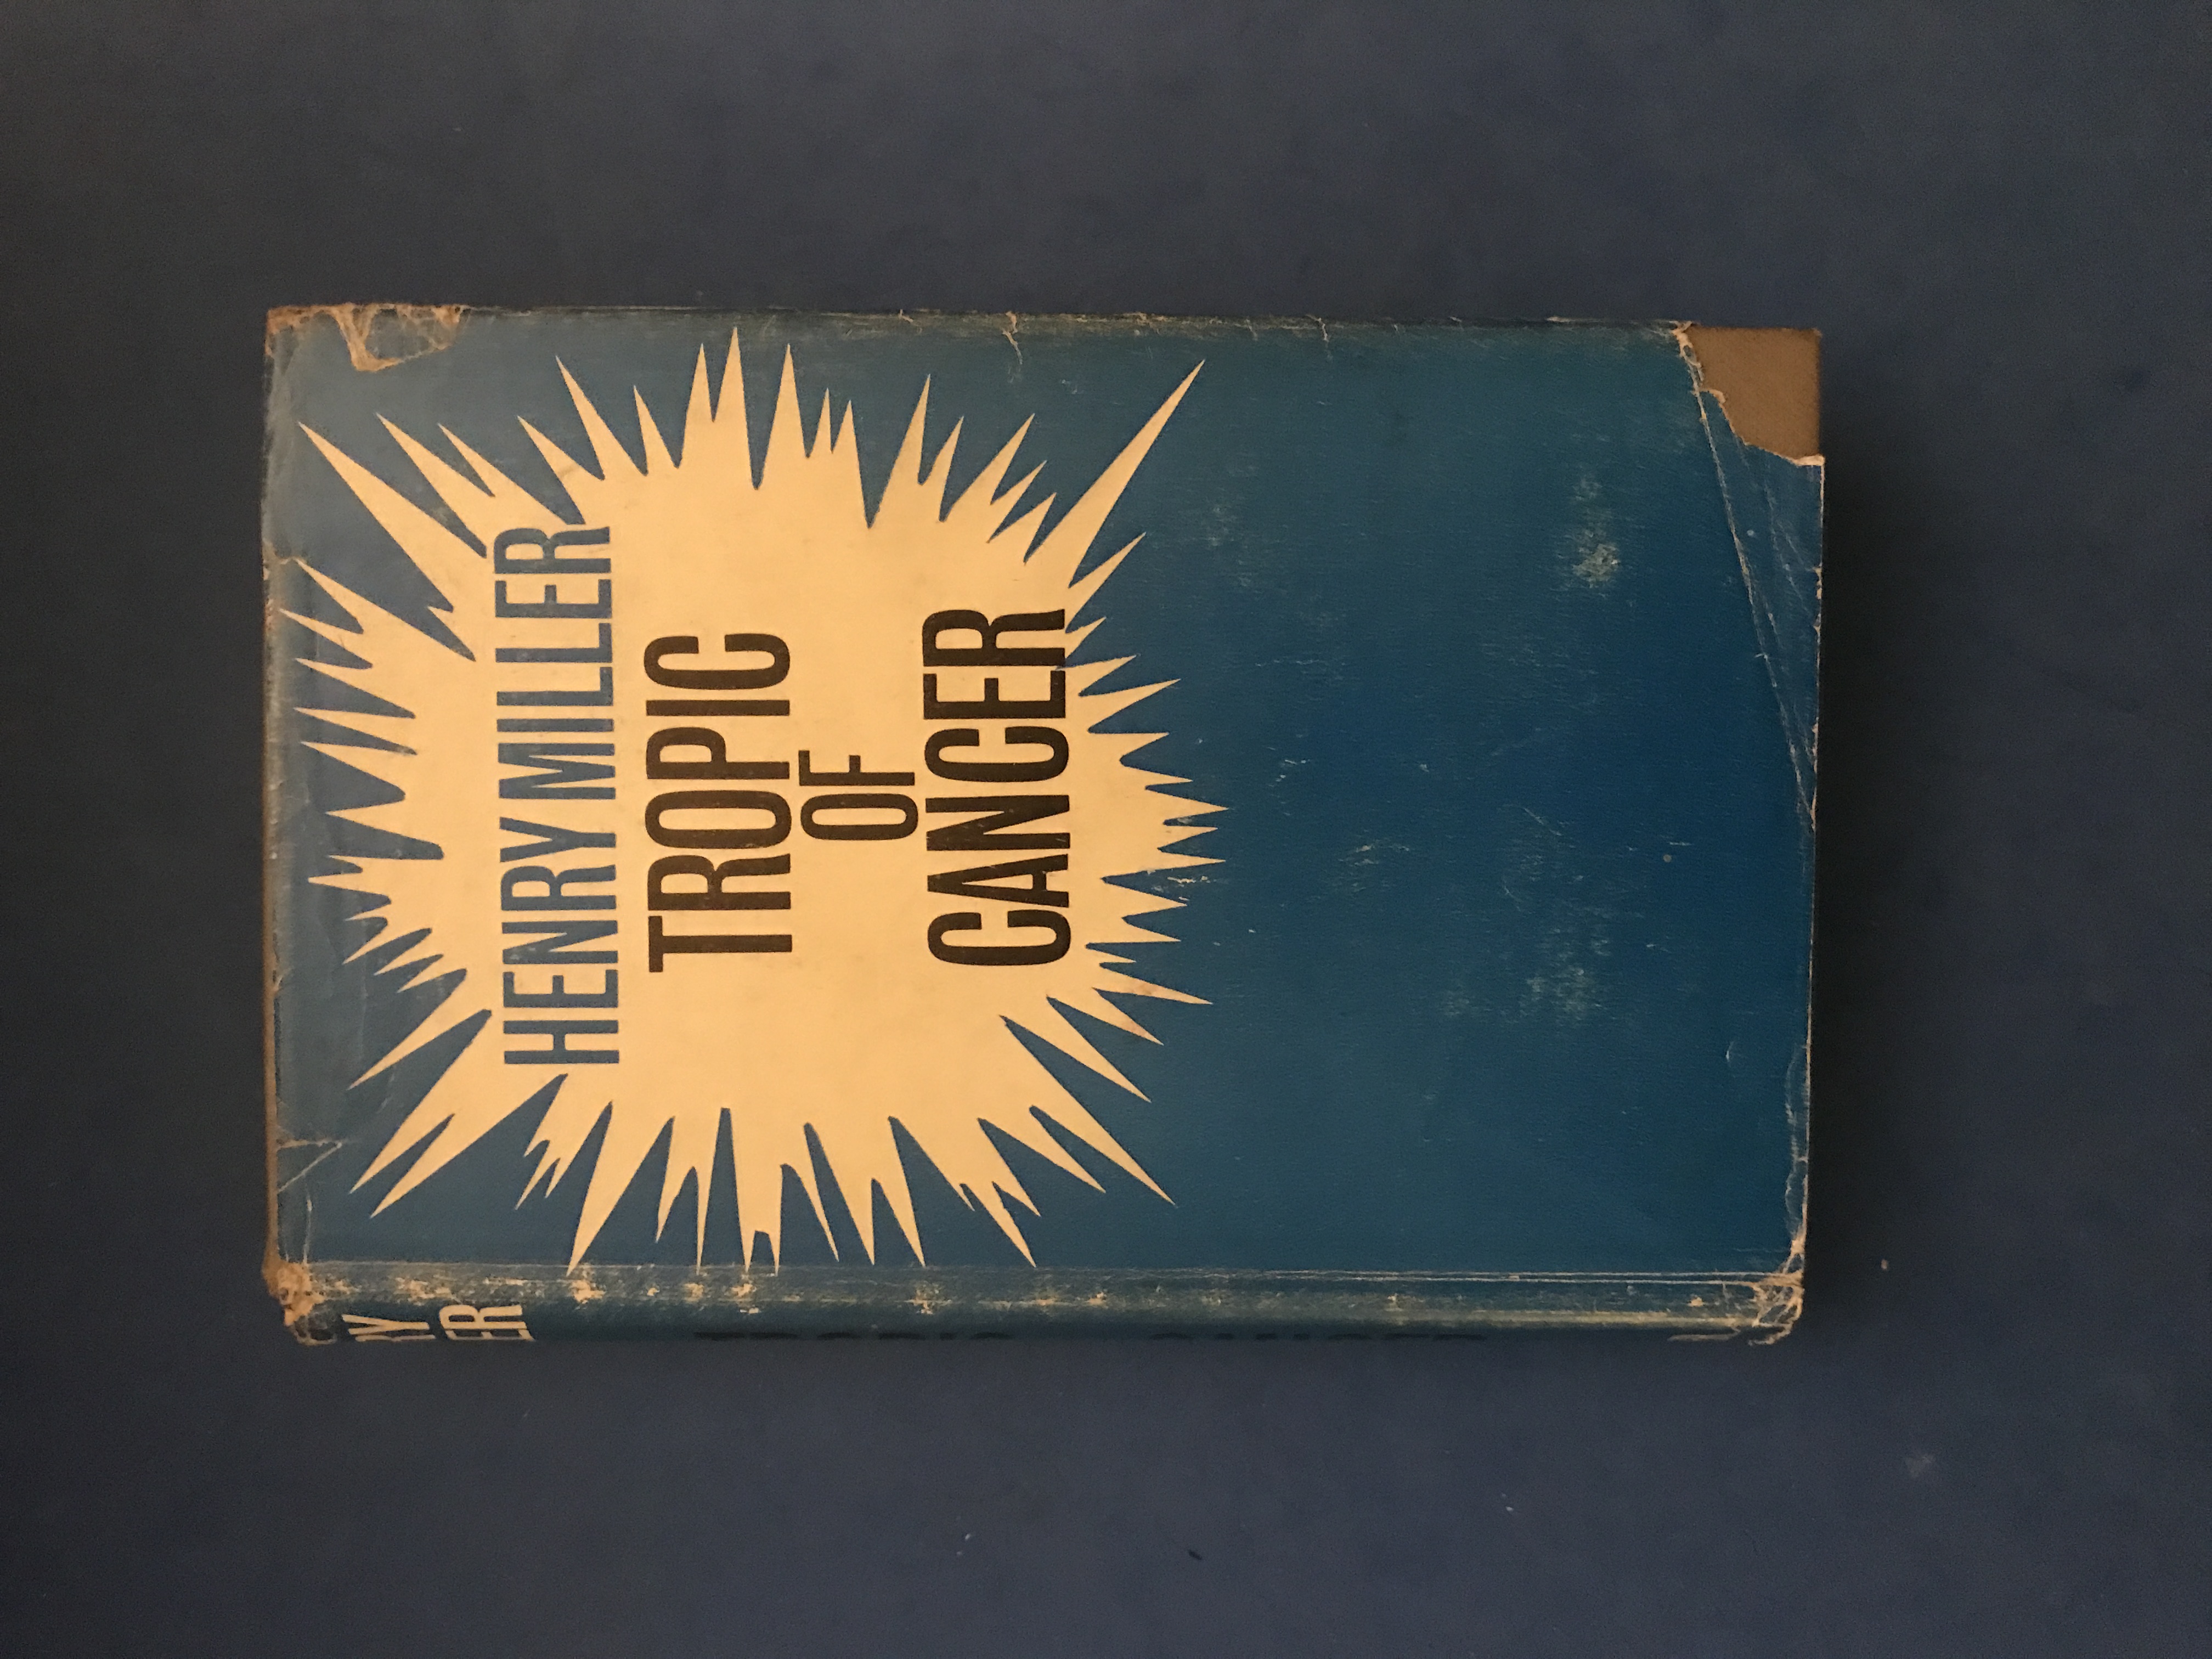 HENRY MILLER
TROPIC
OF
CANCER